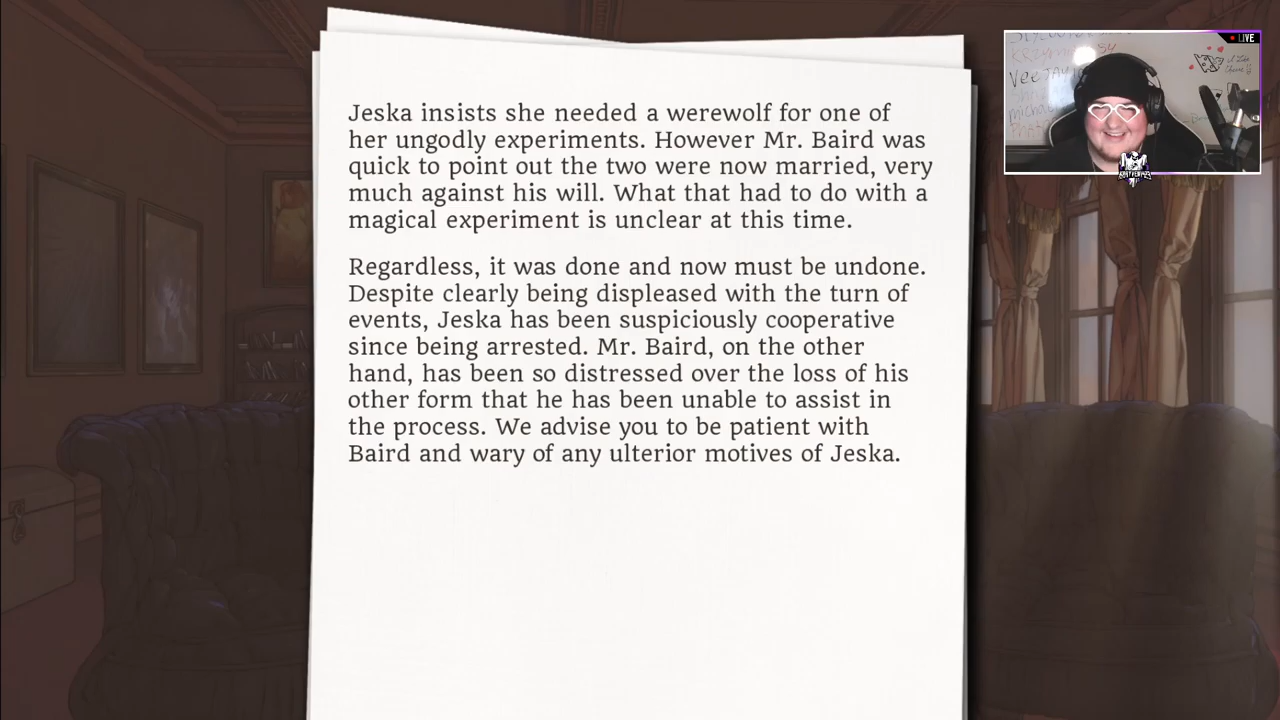 Jeska insists she needed a werewolf for one of
her ungodly experiments. However Mr. Baird was
quick to point out the two were now married, very
much against his will. What that had to do with a
magical experiment is unclear at this time.
Regardless, it was done and now must be undone.
Despite clearly being displeased with the turn of
events, Jeska has been suspiciously cooperative
since being arrested. Mr. Baird, on the other
hand, has been so distressed over the loss of his
other form that he has been unable to assist in
the process. We advise you to be patient with
Baird and wary of any ulterior motives of Jeska.
LIVE